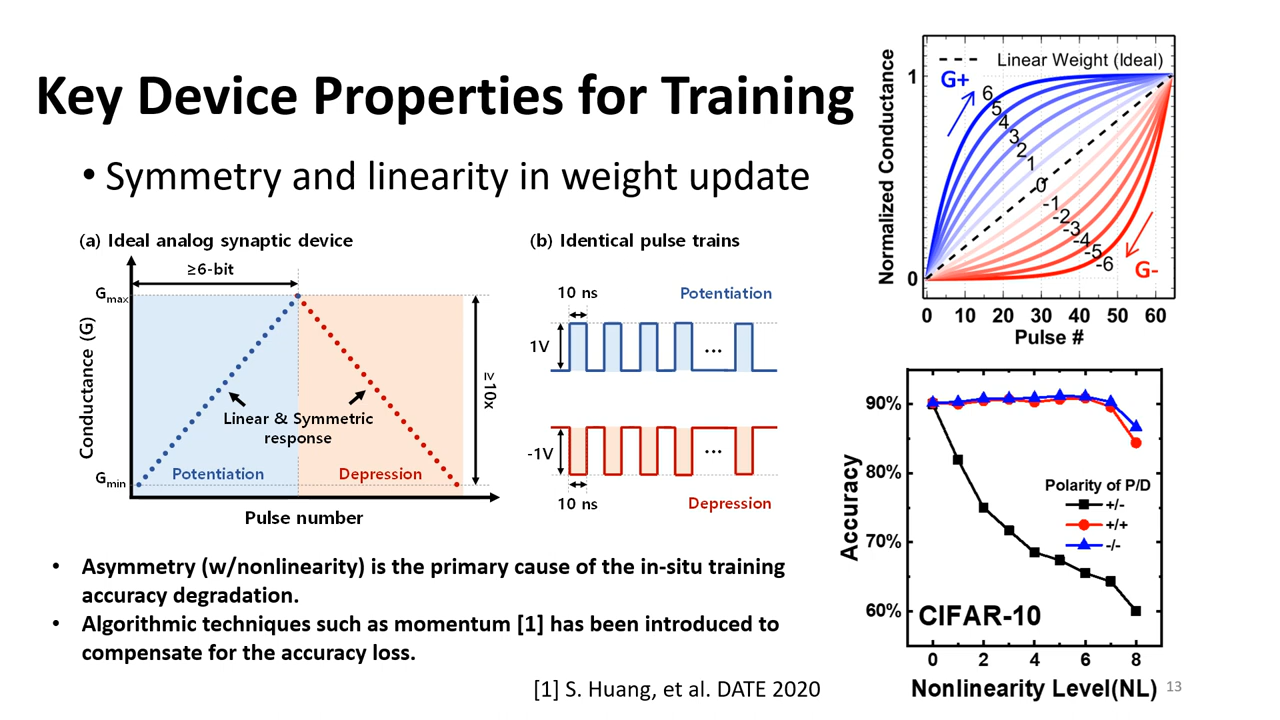 Key Device Properties for Training
• Symmetry and linearity in weight update
(a) Ideal analog synaptic device
≥6-bit
Gmax
Conductance (G)
≥10x
Linear & Symmetric
response
Potentiation
Depression
Gmin
Pulse number
(b) Identical pulse trains
10 ns
Potentiation
1V
...
-1V
...
10 ns
Depression
• Asymmetry (w/nonlinearity) is the primary cause of the in-situ training
accuracy degradation.
• Algorithmic techniques such as momentum [1] has been introduced to
compensate for the accuracy loss.
[1] S. Huang, et al. DATE 2020
Linear Weight (Ideal)
G+
6
5
4
3
2
1
0
-1
-2
-3
-4
-5
-6
G-
Normalized Conductance
1
0
0 10 20 30 40 50 60
Pulse #
90%
80%
70%
60%
Accuracy
Polarity of P/D
+/-
+/+
-/-
CIFAR-10
0 2 4 6 8
Nonlinearity Level(NL)
13